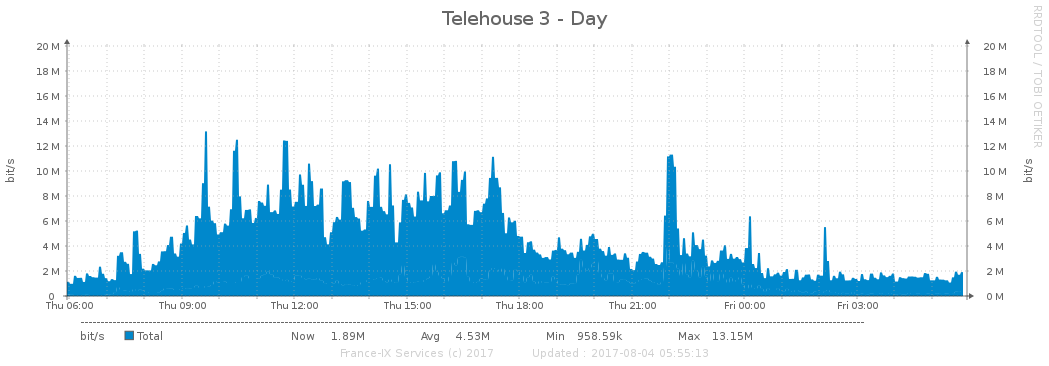 Telehouse 3 - Day
RRDTOOL / TOBI OETIKER
bit/s
20 M 20 M
18 M 18 M
16 M 16 M
14 M 14 M
12 M 12 M
10 M 10 M
8 M 8 M
6 M 6 M
4 M 4 M
2 M 2 M
0 0 M
bit/s
Thu 06:00 Thu 09:00 Thu 12:00 Thu 15:00 Thu 18:00 Thu 21:00 Fri 00:00 Fri 03:00
bit/s Total Now 1.89M Avg 4.53M Min 958.59k Max 13.15M
France-IX Services (c) 2017 Updated : 2017-08-04 05:55:13